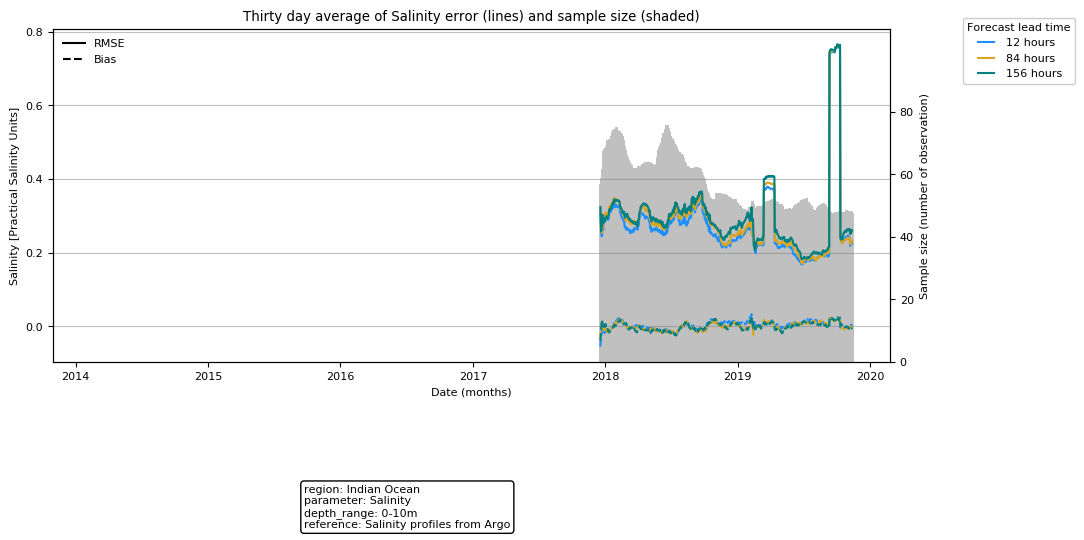 Thirty day average of Salinity error (lines) and sample size (shaded)
Forecast lead time
12 hours
84 hours
156 hours
RMSE
Bias
Salinity [Practical Salinity Units]
0.8
0.6
0.4
0.2
0.0
Sample size (number of observation)
80
60
40
20
0
2014 2015 2016 2017 2018 2019 2020
Date (months)
region: Indian Ocean
parameter: Salinity
depth_range: 0-10m
reference: Salinity profiles from Argo